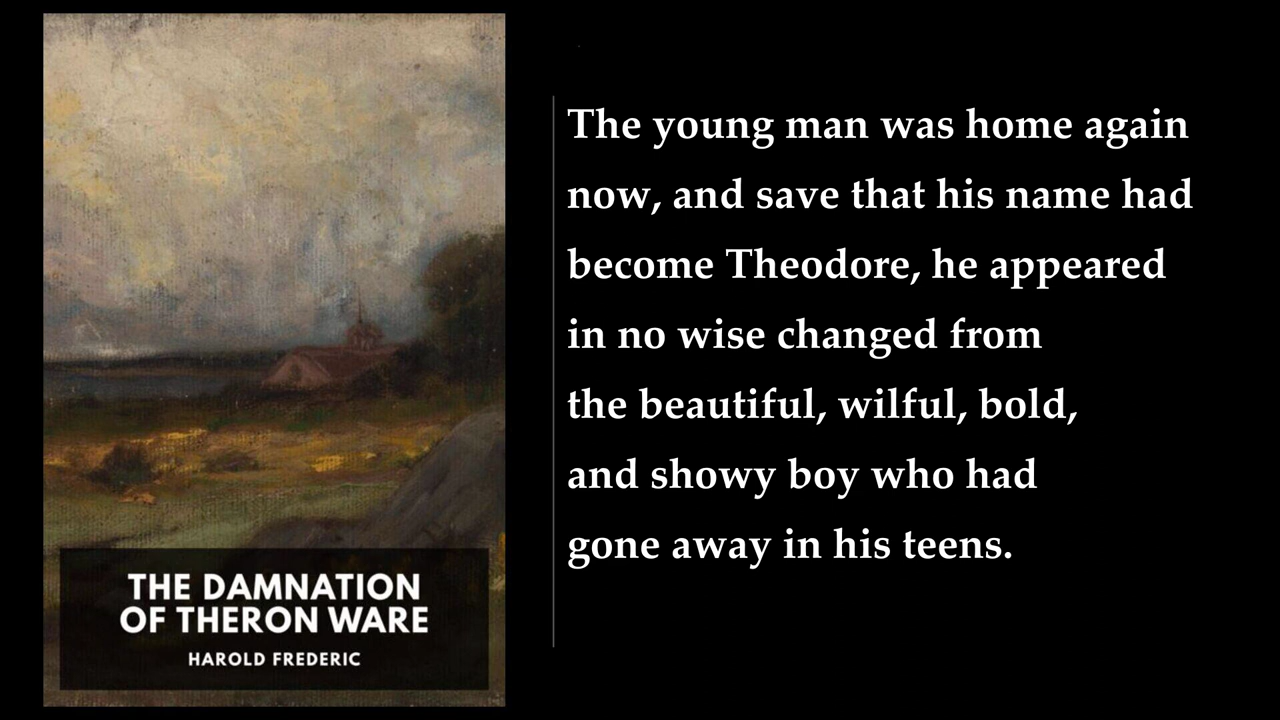 The young man was home again
now, and save that his name had
become Theodore, he appeared
in no wise changed from
the beautiful, wilful, bold,
and showy boy who had
gone away in his teens.
THE DAMNATION
OF THERON WARE
HAROLD FREDERIC